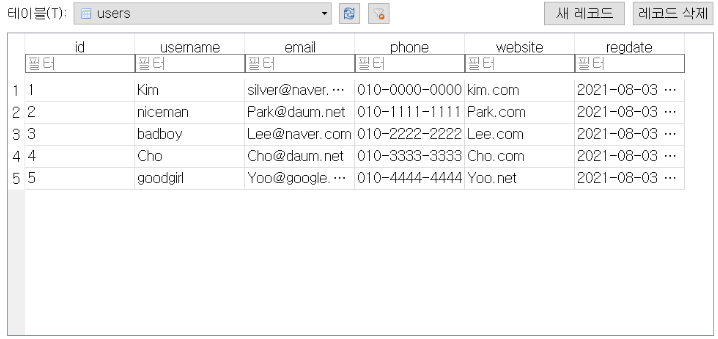 테이블(T): users 새 레코드 레코드 삭제
id username email phone website regdate
필터 필터 필터 필터 필터 필터
1 1 Kim silver@naver. ... 010-0000-0000 kim.com 2021-08-03 ...
2 2 niceman Park@daum.net 010-1111-1111 Park.com 2021-08-03 ...
3 3 badboy Lee@naver.com 010-2222-2222 Lee.com 2021-08-03 ...
4 4 Cho Cho@daum.net 010-3333-3333 Cho.com 2021-08-03 ...
5 5 goodgirl Yoo@google. ... 010-4444-4444 Yoo.net 2021-08-03 ...